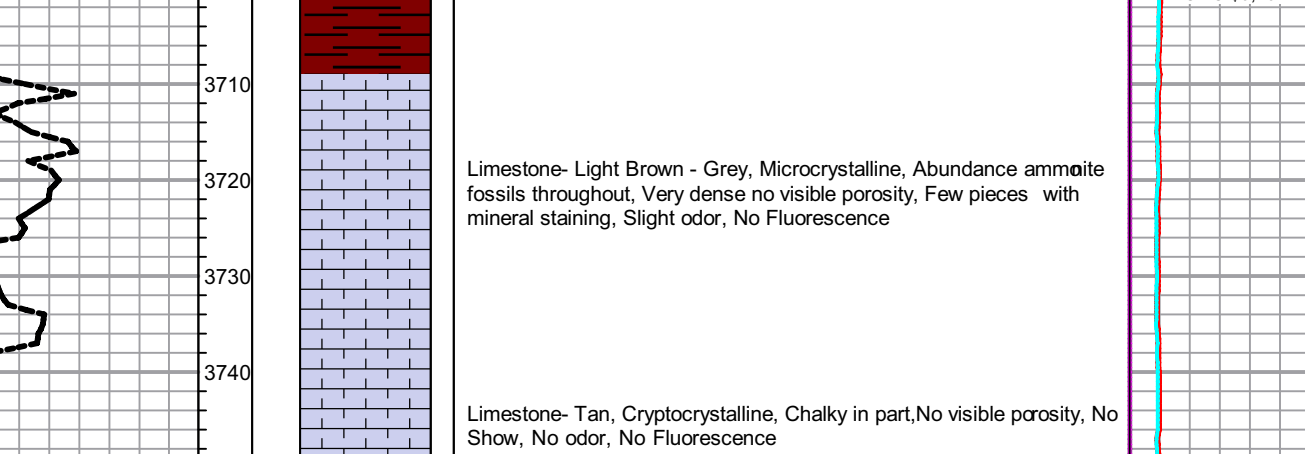 3710
Limestone- Light Brown - Grey, Microcrystalline, Abundance ammonite
3720
fossils throughout, Very dense no visible porosity, Few pieces with
mineral staining, Slight odor, No Fluorescence
3730
3740
Limestone- Tan, Cryptocrystalline, Chalky in part,No visible porosity, No
Show, No odor, No Fluorescence